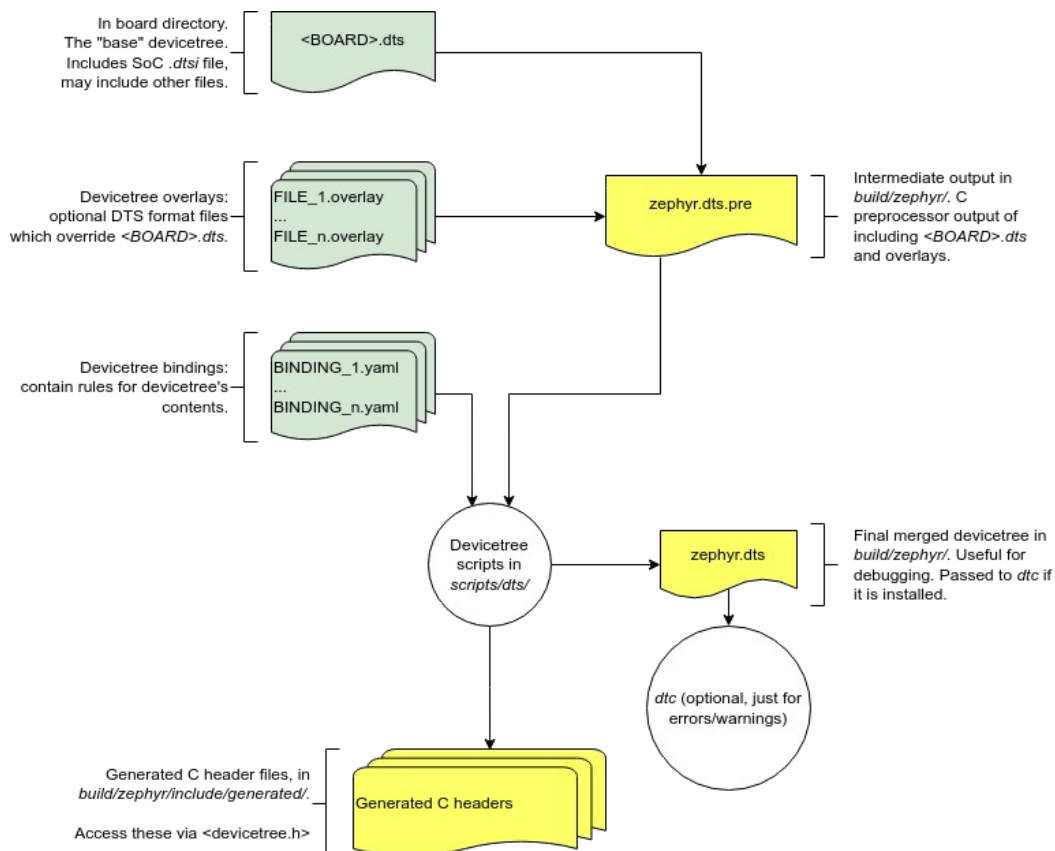 In board directory.
The "base" devicetree.
Includes SoC .dtsi file,
may include other files.
<BOARD>.dts
Devicetree overlays:
optional DTS format files
which override <BOARD>.dts.
FILE_1.overlay
...
FILE_n.overlay
zephyr.dts.pre
Intermediate output in
build/zephyr/. C
preprocessor output of
including <BOARD>.dts
and overlays.
Devicetree bindings:
contain rules for devicetree's
contents.
BINDING_1.yaml
...
BINDING_n.yaml
Devicetree
scripts in
scripts/dts/
zephyr.dts
Final merged devicetree in
build/zephyr/. Useful for
debugging. Passed to dtc if
it is installed.
dtc (optional, just for
errors/warnings)
Generated C header files, in
build/zephyr/include/generated/.
Access these via <devicetree.h>
Generated C headers